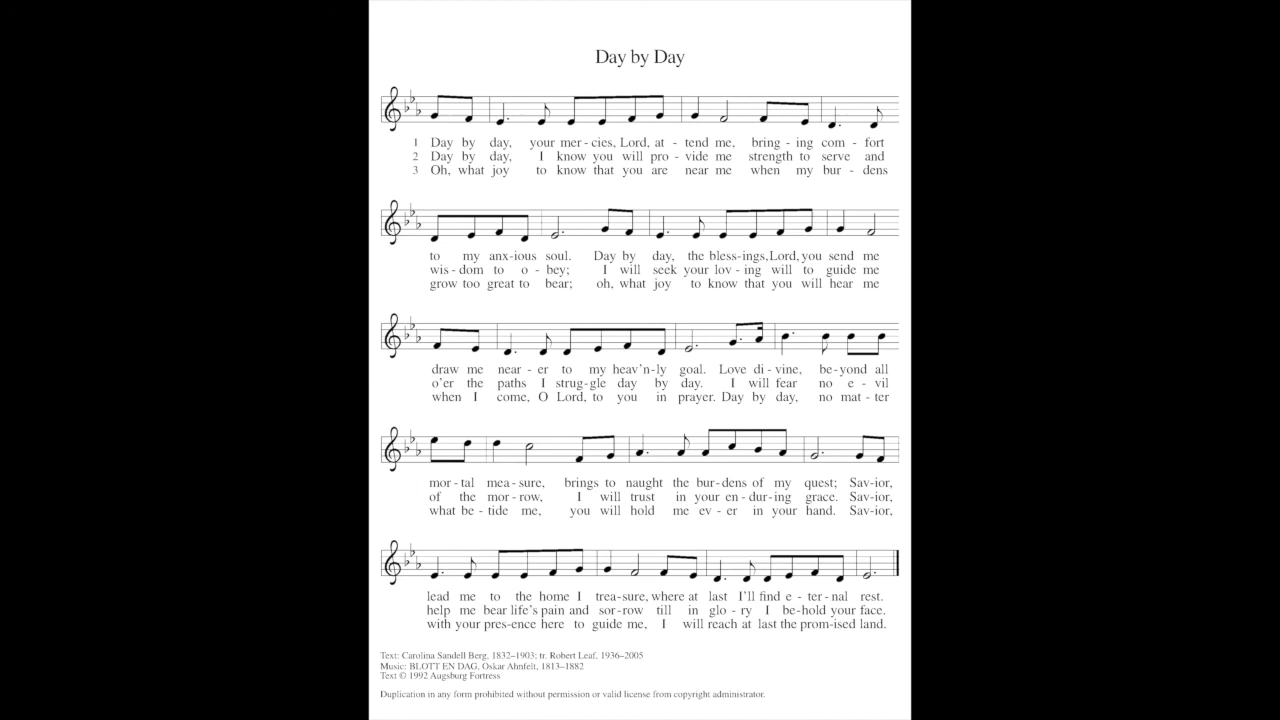 Day by Day
1 Day by day, your mer - cies, Lord, at - tend me, bring - ing com - fort
2 Day by day, I know you will pro - vide me strength to serve and
3 Oh, what joy to know that you are near me when my bur - dens
to my anx - ious soul. Day by day, the bless - ings, Lord, you send me
wis - dom to o - bey; I will seek your lov - ing will to guide me
grow too great to bear; oh, what joy to know that you will hear me
draw me near - er to my heav'n - ly goal. Love di - vine, be - yond all
o'er the paths I strug - gle day by day. I will fear no e - vil
when I come, O Lord, to you in prayer. Day by day, no mat - ter
mor - tal mea - sure, brings to naught the bur - dens of my quest; Sav - ior,
of the mor - row, I will trust in your en - dur - ing grace. Sav - ior,
what be - tide me, you will hold me ev - er in your hand. Sav - ior,
lead me to the home I trea - sure, where at last I'll find e - ter - nal rest.
help me bear life's pain and sor - row till in glo - ry I be - hold your face.
with your pres - ence here to guide me, I will reach at last the prom - ised land.
Text: Carolina Sandell Berg, 1832–1903; tr. Robert Leaf, 1936–2005
Music: BLOTT EN DAG, Oskar Ahnfelt, 1813–1882
Text © 1992 Augsburg Fortress
Duplication in any form prohibited without permission or valid license from copyright administrator.